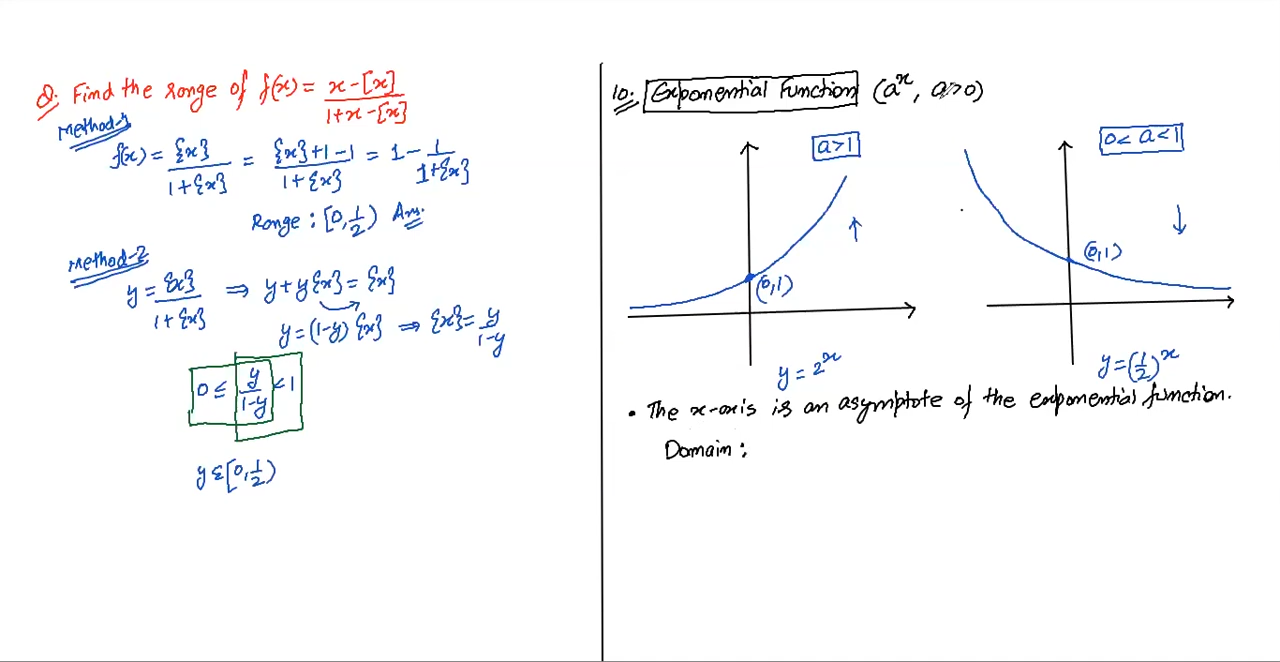 Q. Find the range of f(x) = x-[x] / 1+x-[x]
Method-1
f(x) = {x} / 1+{x} = {x}+1-1 / 1+{x} = 1 - 1 / 1+{x}
Range : [0, 1/2) Ans.
Method-2
y = {x} / 1+{x} ⇒ y+y{x} = {x}
y = (1-y){x} ⇒ {x} = y / 1-y
0 ≤ y / 1-y < 1
y ε [0, 1/2)
10. Exponential Function (a^x, a>0)
a>1
↑
(0,1)
y = 2^x
0< a<1
↓
(0,1)
y = (1/2)^x
• The x-axis is an asymptote of the exponential function.
Domain :